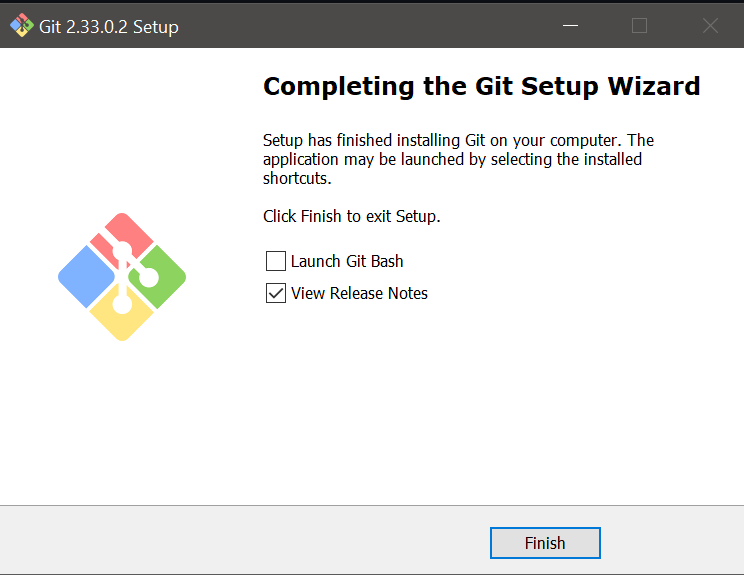 Git 2.33.0.2 Setup
Completing the Git Setup Wizard
Setup has finished installing Git on your computer. The
application may be launched by selecting the installed
shortcuts.
Click Finish to exit Setup.
Launch Git Bash
View Release Notes
Finish